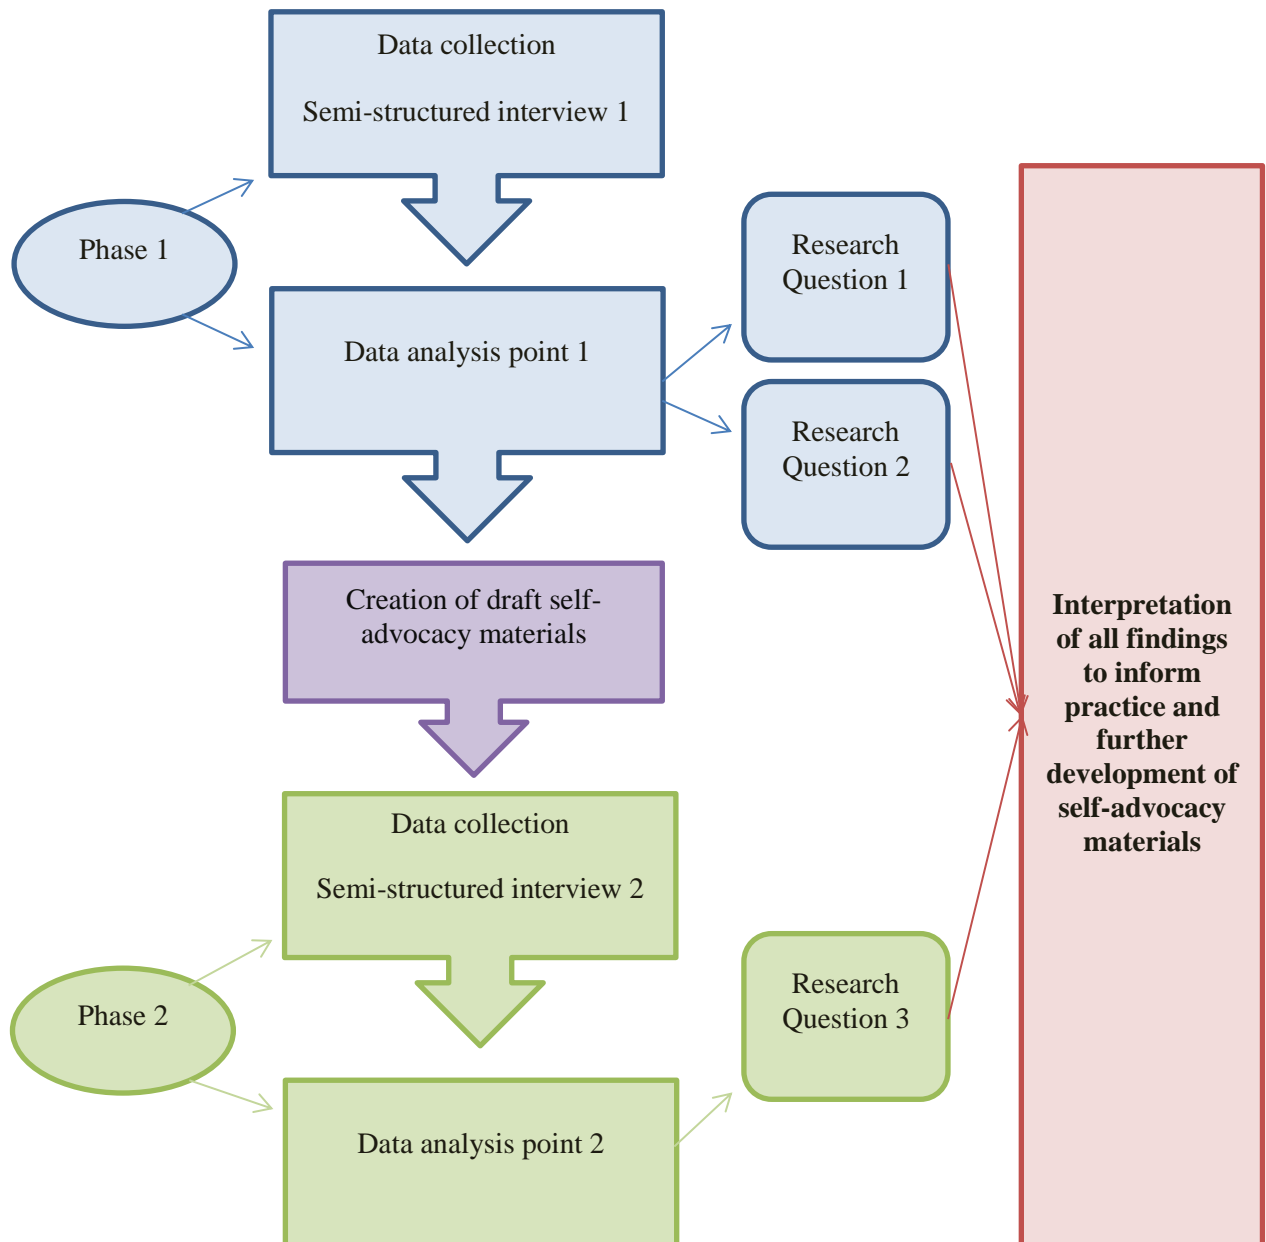 Data collection
Semi-structured interview 1
Phase 1
Data analysis point 1
Research
Question 1
Research
Question 2
Creation of draft self-
advocacy materials
Data collection
Semi-structured interview 2
Phase 2
Data analysis point 2
Research
Question 3
Interpretation
of all findings
to inform
practice and
further
development of
self-advocacy
materials